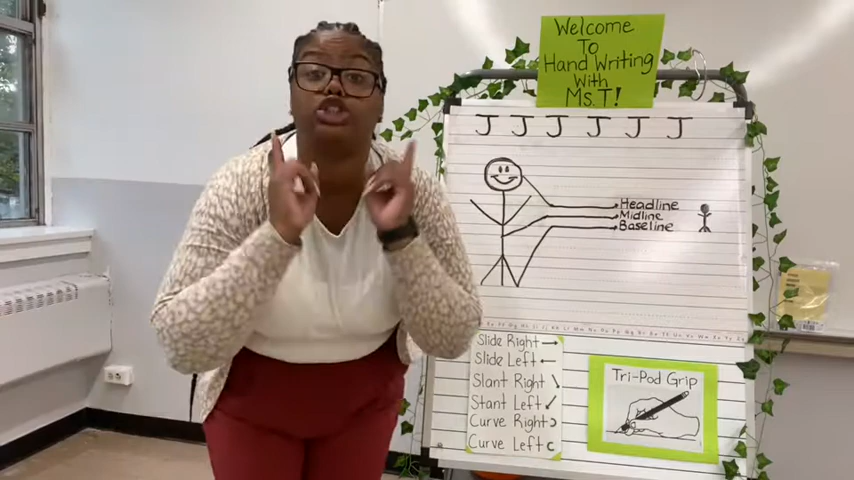 Welcome
To
Hand Writing
With
Ms.T!
J J J J J J
Headline
Midline
Baseline
Slide Right →
Slide Left ←
Slant Right
Slant Left
Stand
Curve Right
Curve Left c
Tri-Pod Grip